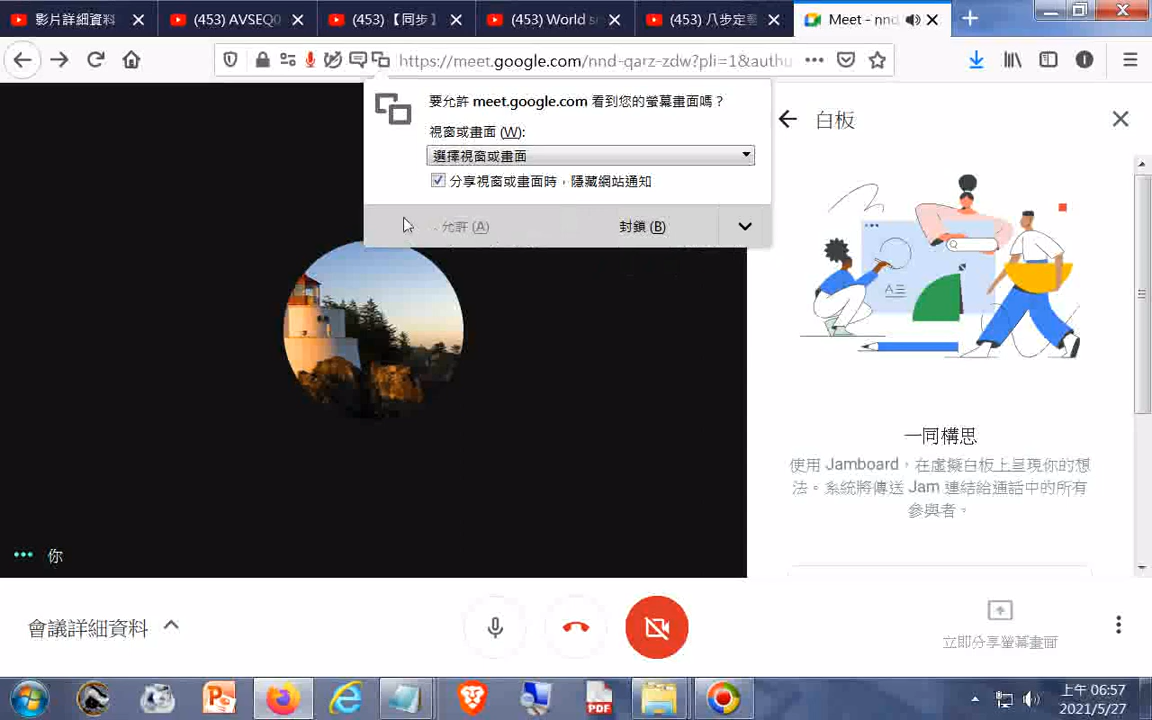 影片詳細資料
(453) AVSEQ0
(453)【同步】
(453) World s
(453) 八步定
Meet - nnd
https://meet.google.com/nnd-qarz-zdw?pli=1&authu
要允許 meet.google.com 看到您的螢幕畫面嗎？
視窗或畫面 (W):
選擇視窗或畫面
分享視窗或畫面時，隱藏網站通知
允許 (A)
封鎖 (B)
白板
一同構思
使用 Jamboard，在虛擬白板上呈現你的想
法。系統將傳送 Jam 連結給通話中的所有
參與者。
你
會議詳細資料
立即分享螢幕畫面
PDF
上午 06:57
2021/5/27